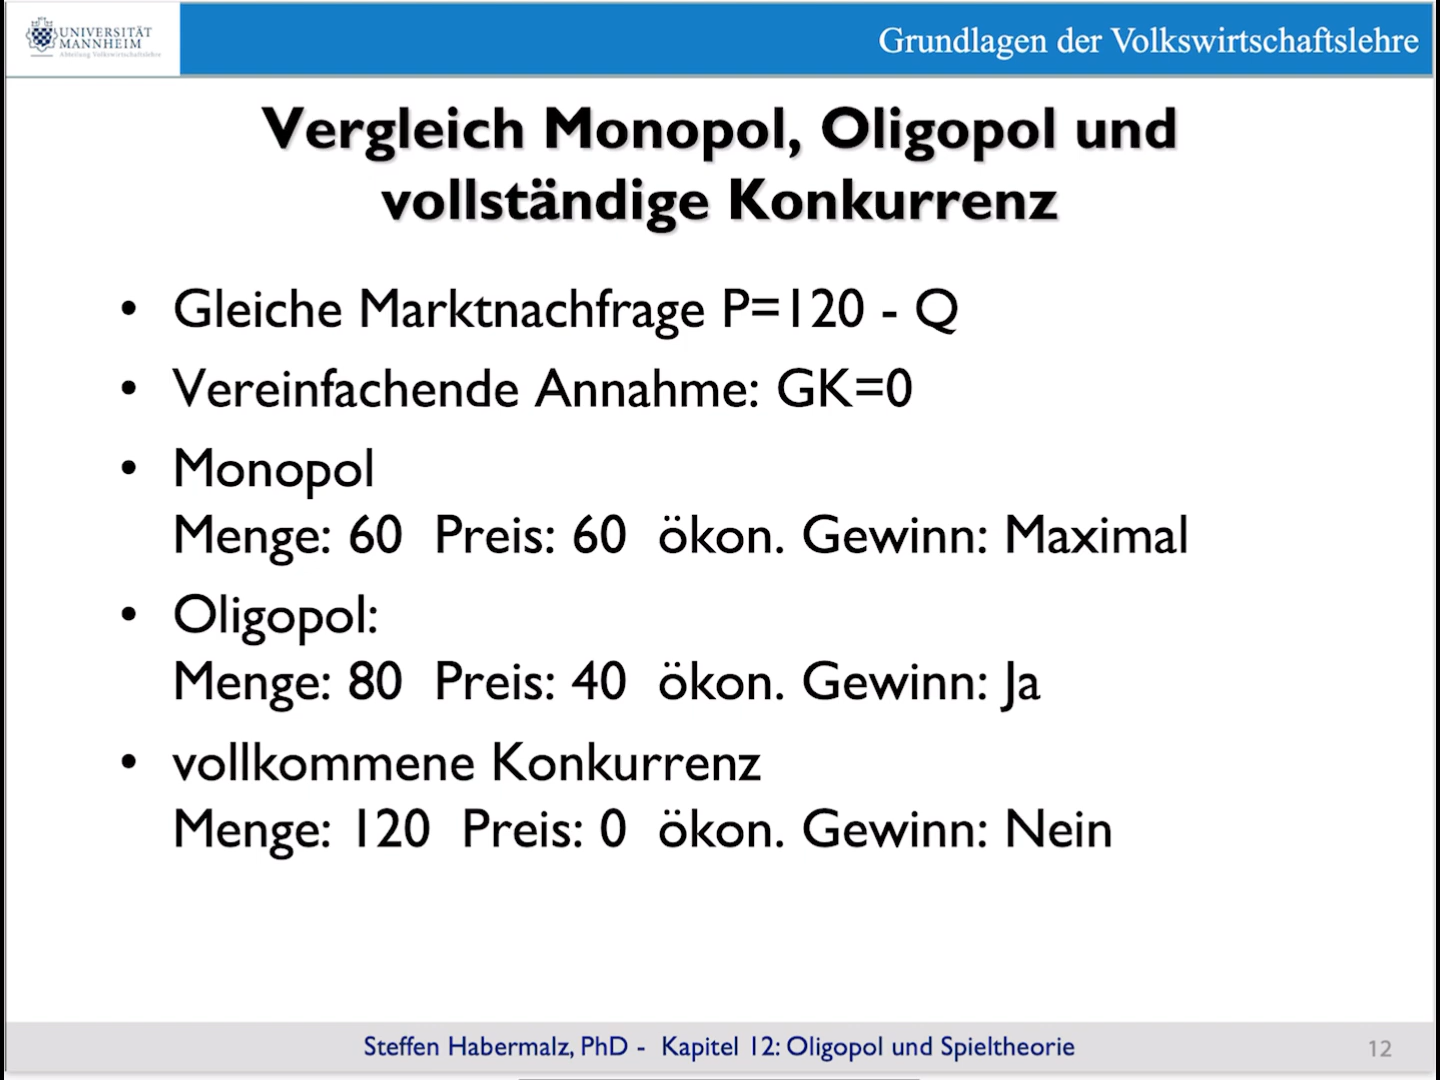 UNIVERSITÄT
MANNHEIM
Abteilung Volkswirtschaftslehre
Grundlagen der Volkswirtschaftslehre
Vergleich Monopol, Oligopol und
vollständige Konkurrenz
• Gleiche Marktnachfrage P=120 - Q
• Vereinfachende Annahme: GK=0
• Monopol
Menge: 60 Preis: 60 ökon. Gewinn: Maximal
• Oligopol:
Menge: 80 Preis: 40 ökon. Gewinn: Ja
• vollkommene Konkurrenz
Menge: 120 Preis: 0 ökon. Gewinn: Nein
Steffen Habermalz, PhD - Kapitel 12: Oligopol und Spieltheorie
12